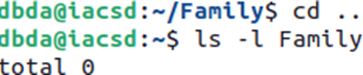 dbda@iacsd:~/Family$ cd ..
dbda@iacsd:~$ ls -l Family
total 0